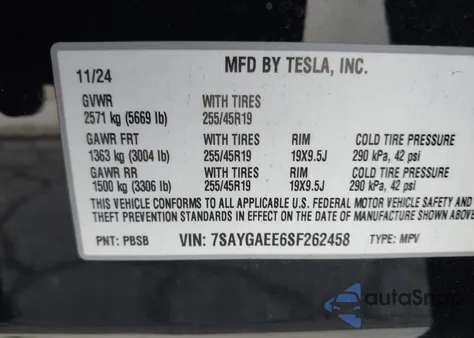 11/24 MFD BY TESLA, INC.
GVWR WITH TIRES
2571 kg (5669 lb) 255/45R19
GAWR FRT WITH TIRES RIM COLD TIRE PRESSURE
1363 kg (3004 lb) 255/45R19 19X9.5J 290 kPa, 42 psi
GAWR RR WITH TIRES RIM COLD TIRE PRESSURE
1500 kg (3306 lb) 255/45R19 19X9.5J 290 kPa, 42 psi
THIS VEHICLE CONFORMS TO ALL APPLICABLE U.S. FEDERAL MOTOR VEHICLE SAFETY AND
THEFT PREVENTION STANDARDS IN EFFECT ON THE DATE OF MANUFACTURE SHOWN ABOVE
PNT: PBSB VIN: 7SAYGAEE6SF262458 TYPE: MPV
autoSnap